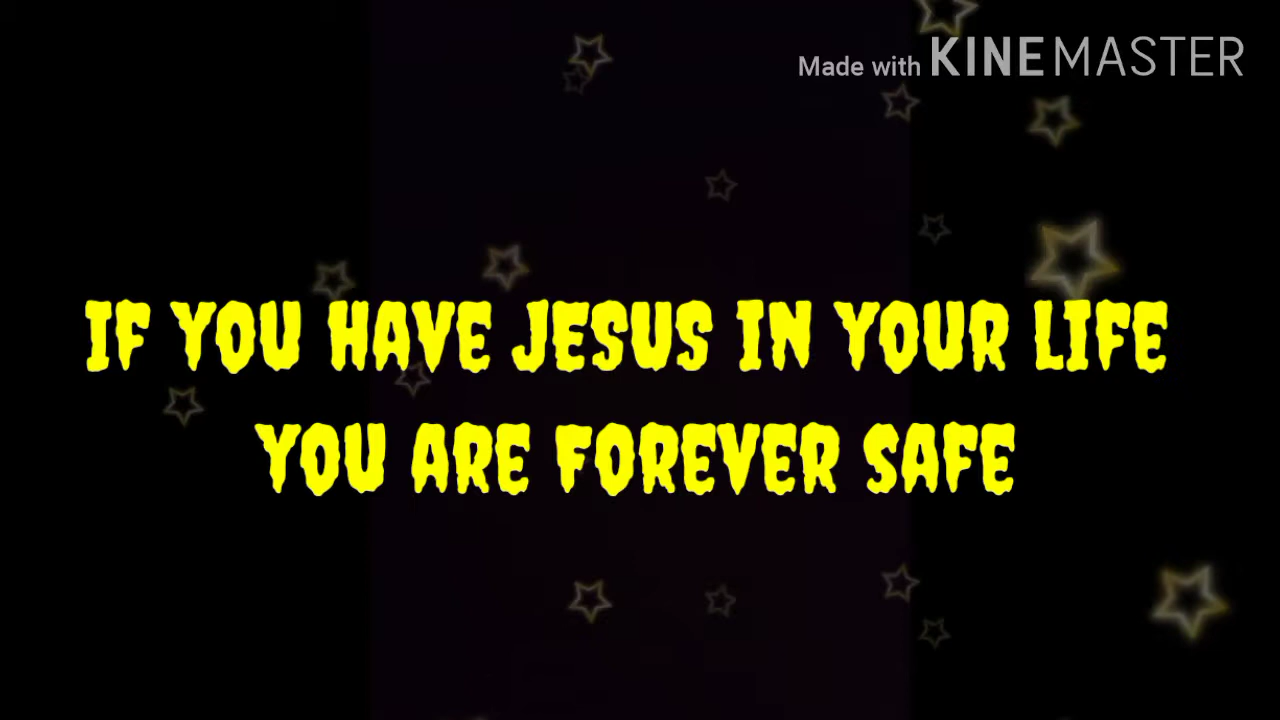 Made with KINEMASTER
IF YOU HAVE JESUS IN YOUR LIFE
YOU ARE FOREVER SAFE